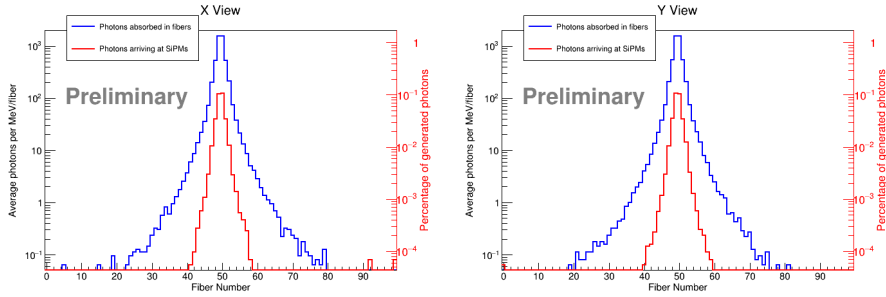 X View
Photons absorbed in fibers
Photons arriving at SiPMs
Preliminary
Average photons per MeV/fiber
10³
10²
10
1
10⁻¹
1
10⁻¹
10⁻²
10⁻³
10⁻⁴
Percentage of generated photons
0 10 20 30 40 50 60 70 80 90
Fiber Number
Y View
Photons absorbed in fibers
Photons arriving at SiPMs
Preliminary
Average photons per MeV/fiber
10³
10²
10
1
10⁻¹
1
10⁻¹
10⁻²
10⁻³
10⁻⁴
Percentage of generated photons
0 10 20 30 40 50 60 70 80 90
Fiber Number